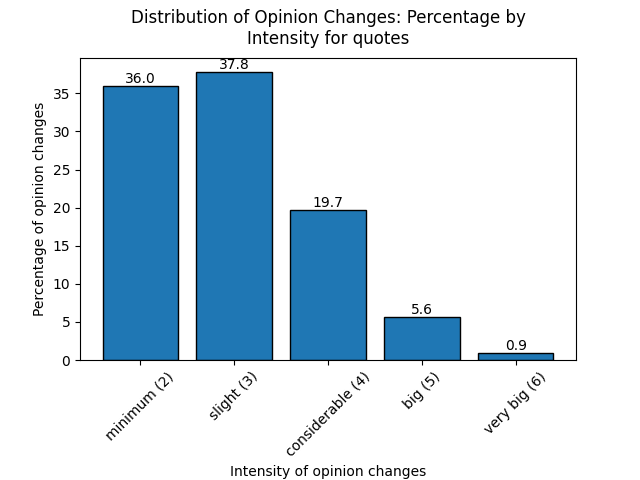 Distribution of Opinion Changes: Percentage by
Intensity for quotes
Percentage of opinion changes
35
30
25
20
15
10
5
0
36.0
37.8
19.7
5.6
0.9
minimum (2)
slight (3)
considerable (4)
big (5)
very big (6)
Intensity of opinion changes